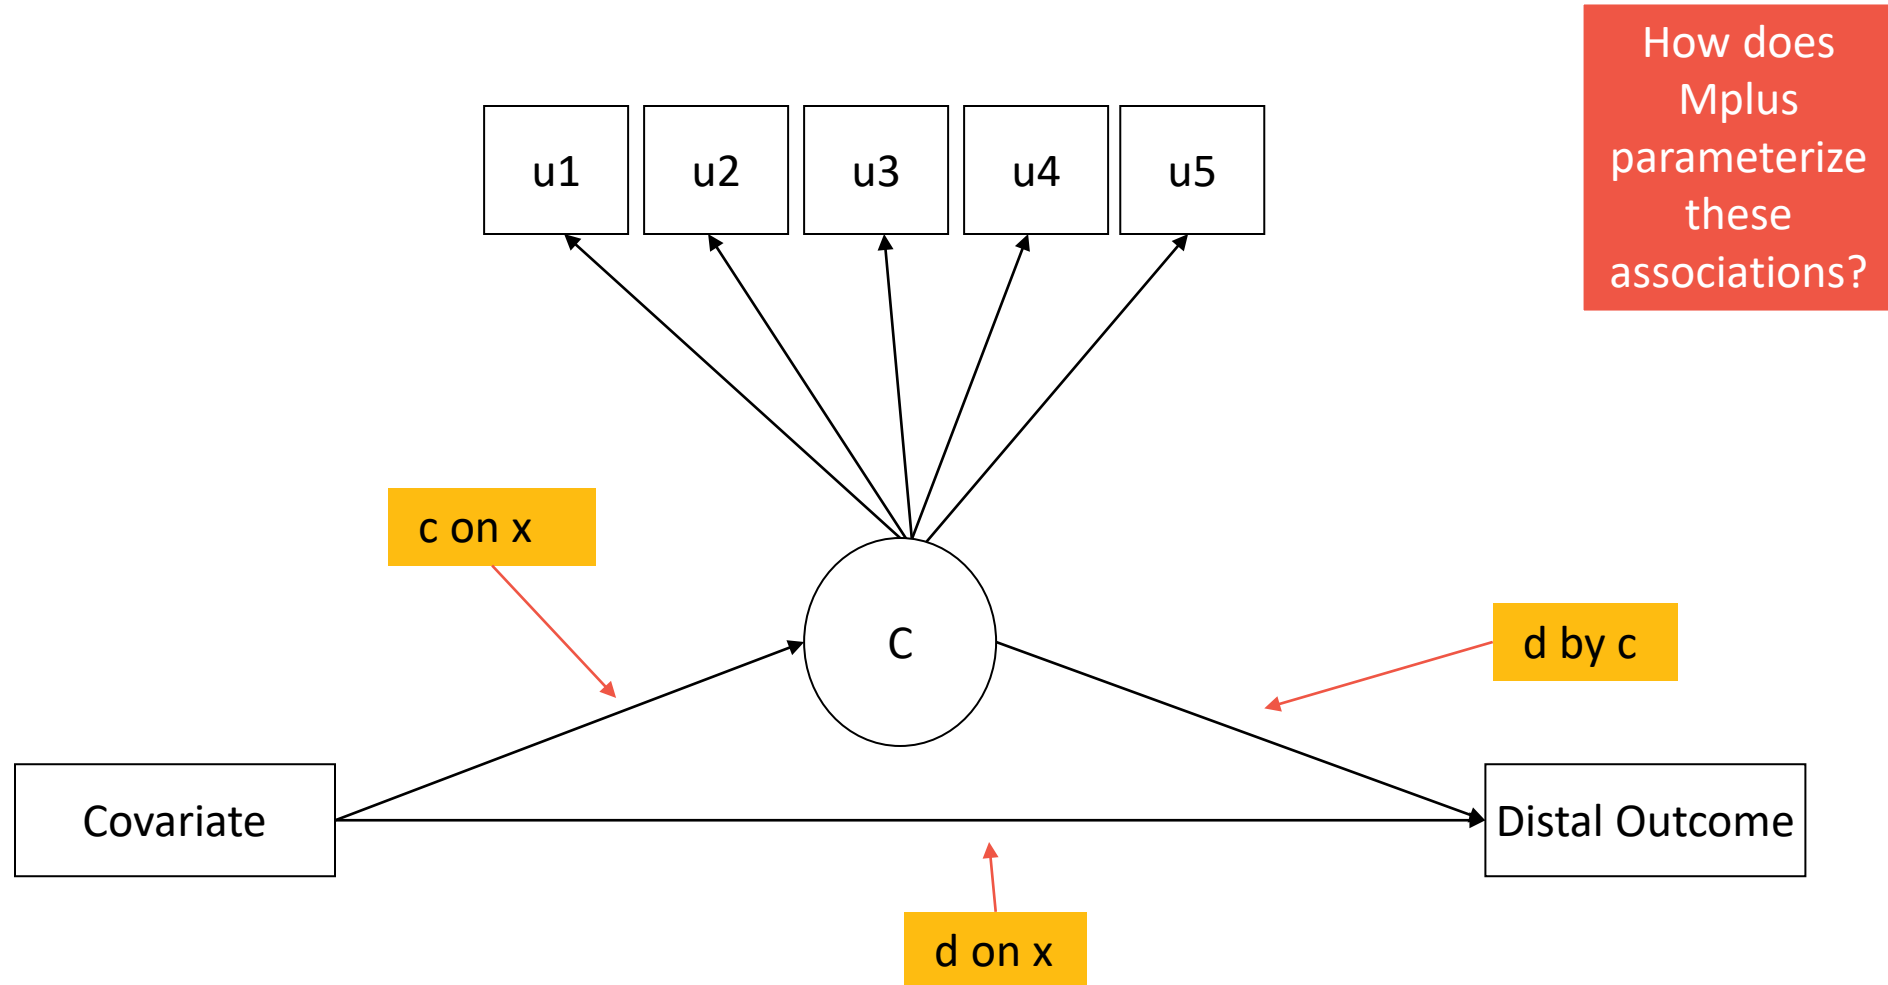 How does
Mplus
parameterize
these
associations?
u1
u2
u3
u4
u5
c on x
C
d by c
Covariate
Distal Outcome
d on x